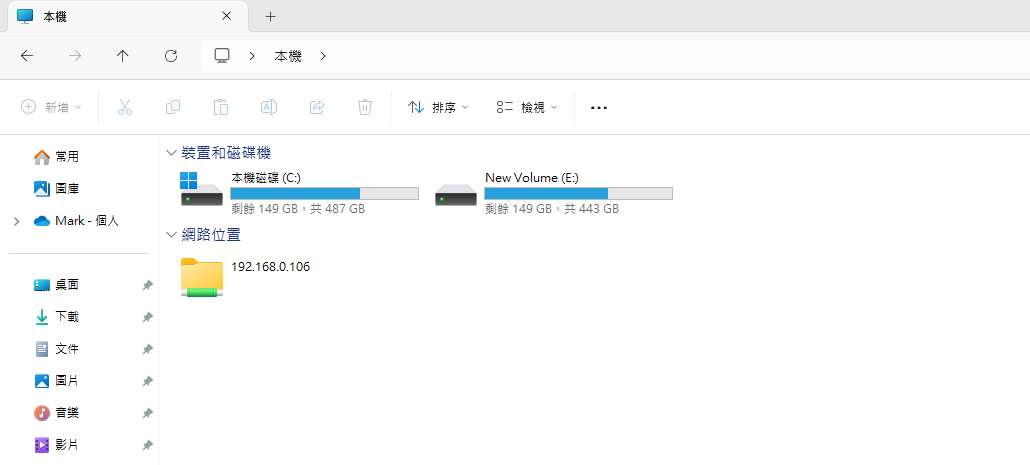 本機
本機
新增
排序
檢視
常用
圖庫
Mark - 個人
桌面
下載
文件
圖片
音樂
影片
裝置和磁碟機
本機磁碟 (C:)
剩餘 149 GB，共 487 GB
New Volume (E:)
剩餘 149 GB，共 443 GB
網路位置
192.168.0.106